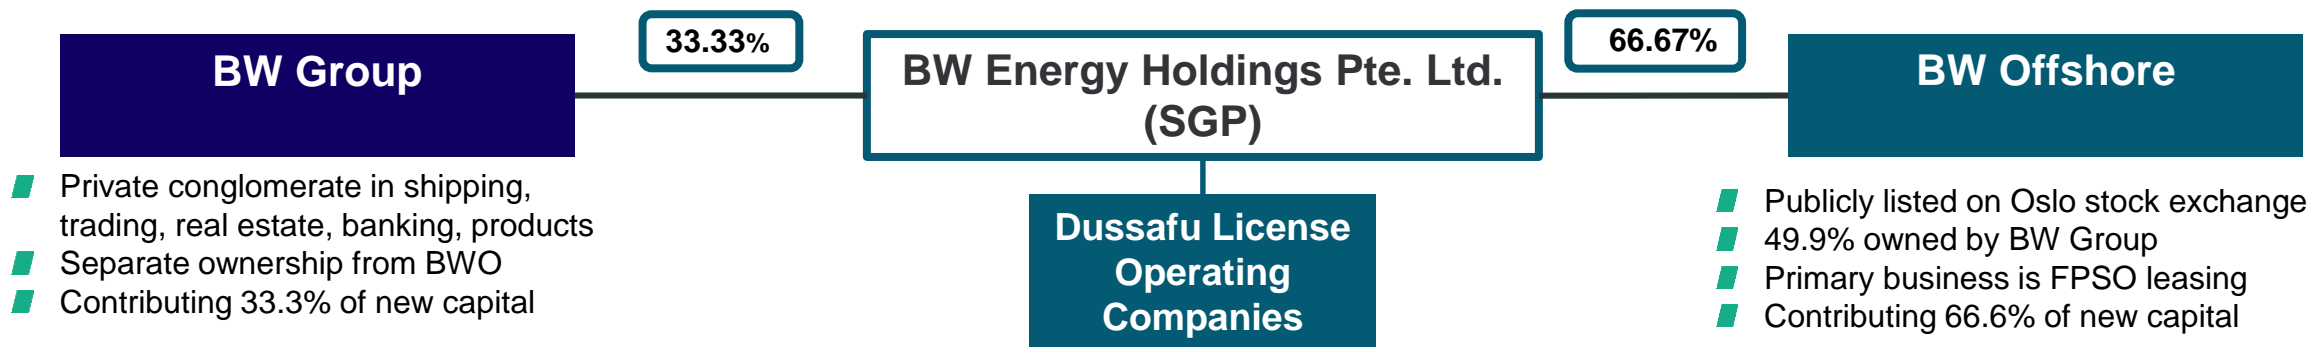 33.33%
66.67%
BW Group
BW Energy Holdings Pte. Ltd.
(SGP)
BW Offshore
Private conglomerate in shipping,
trading, real estate, banking, products
Separate ownership from BWO
Contributing 33.3% of new capital
Dussafu License
Operating
Companies
Publicly listed on Oslo stock exchange
49.9% owned by BW Group
Primary business is FPSO leasing
Contributing 66.6% of new capital